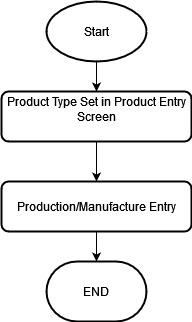 Start
Product Type Set in Product Entry
Screen
Production/Manufacture Entry
END